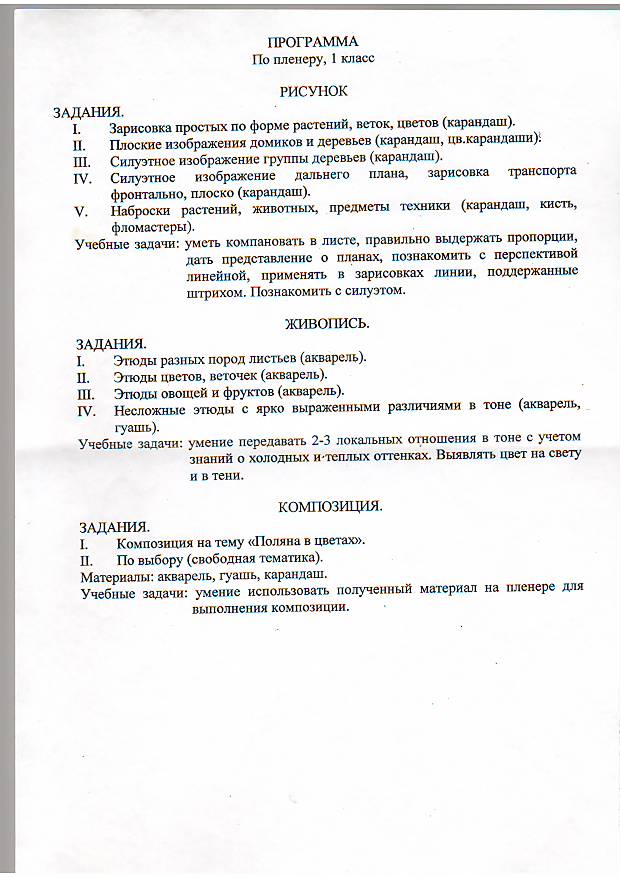 ПРОГРАММА
По пленеру, 1 класс
РИСУНОК
ЗАДАНИЯ.
I. Зарисовка простых по форме растений, веток, цветов (карандаш).
II. Плоские изображения домиков и деревьев (карандаш, цв.карандаши).
III. Силуэтное изображение группы деревьев (карандаш).
IV. Силуэтное изображение дальнего плана, зарисовка транспорта
фронтально, плоско (карандаш).
V. Наброски растений, животных, предметы техники (карандаш, кисть,
фломастеры).
Учебные задачи: уметь компановать в листе, правильно выдержать пропорции,
дать представление о планах, познакомить с перспективой
линейной, применять в зарисовках линии, поддержанные
штрихом. Познакомить с силуэтом.
ЖИВОПИСЬ.
ЗАДАНИЯ.
I. Этюды разных пород листьев (акварель).
II. Этюды цветов, веточек (акварель).
III. Этюды овощей и фруктов (акварель).
IV. Несложные этюды с ярко выраженными различиями в тоне (акварель,
гуашь).
Учебные задачи: умение передавать 2-3 локальных отношения в тоне с учетом
знаний о холодных и теплых оттенках. Выявлять цвет на свету
и в тени.
КОМПОЗИЦИЯ.
ЗАДАНИЯ.
I. Композиция на тему «Поляна в цветах».
II. По выбору (свободная тематика).
Материалы: акварель, гуашь, карандаш.
Учебные задачи: умение использовать полученный материал на пленере для
выполнения композиции.